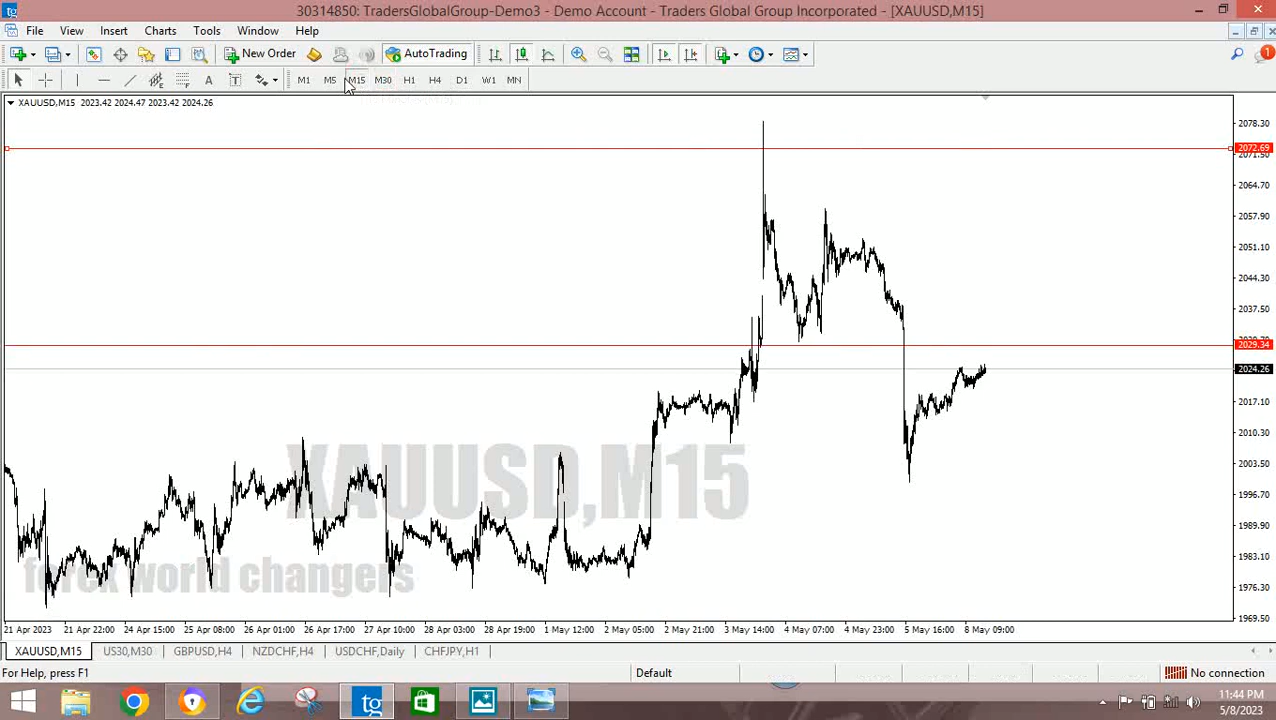 30314850: TradersGlobalGroup-Demo3 - Demo Account - Traders Global Group Incorporated - [XAUUSD,M15]
File View Insert Charts Tools Window Help
New Order AutoTrading 1
A T M1 M5 M15 M30 H1 H4 D1 W1 MN
XAUUSD,M15 2023.42 2024.47 2023.42 2024.26
2078.30
2072.69
2064.70
2057.90
2051.10
2044.30
2037.50
2029.34
2024.26
2017.10
2010.30
2003.50
1996.70
1989.90
1983.10
1976.30
1969.50
XAUUSD,M15
forex world changers
21 Apr 2023 21 Apr 22:00 24 Apr 15:00 25 Apr 08:00 26 Apr 01:00 26 Apr 17:00 27 Apr 10:00 28 Apr 03:00 28 Apr 19:00 1 May 12:00 2 May 05:00 2 May 21:00 3 May 14:00 4 May 07:00 4 May 23:00 5 May 16:00 8 May 09:00
XAUUSD,M15 US30,M30 GBPUSD,H4 NZDCHF,H4 USDCHF,Daily CHFJPY,H1
For Help, press F1 Default No connection
tg
11:44 PM
5/8/2023